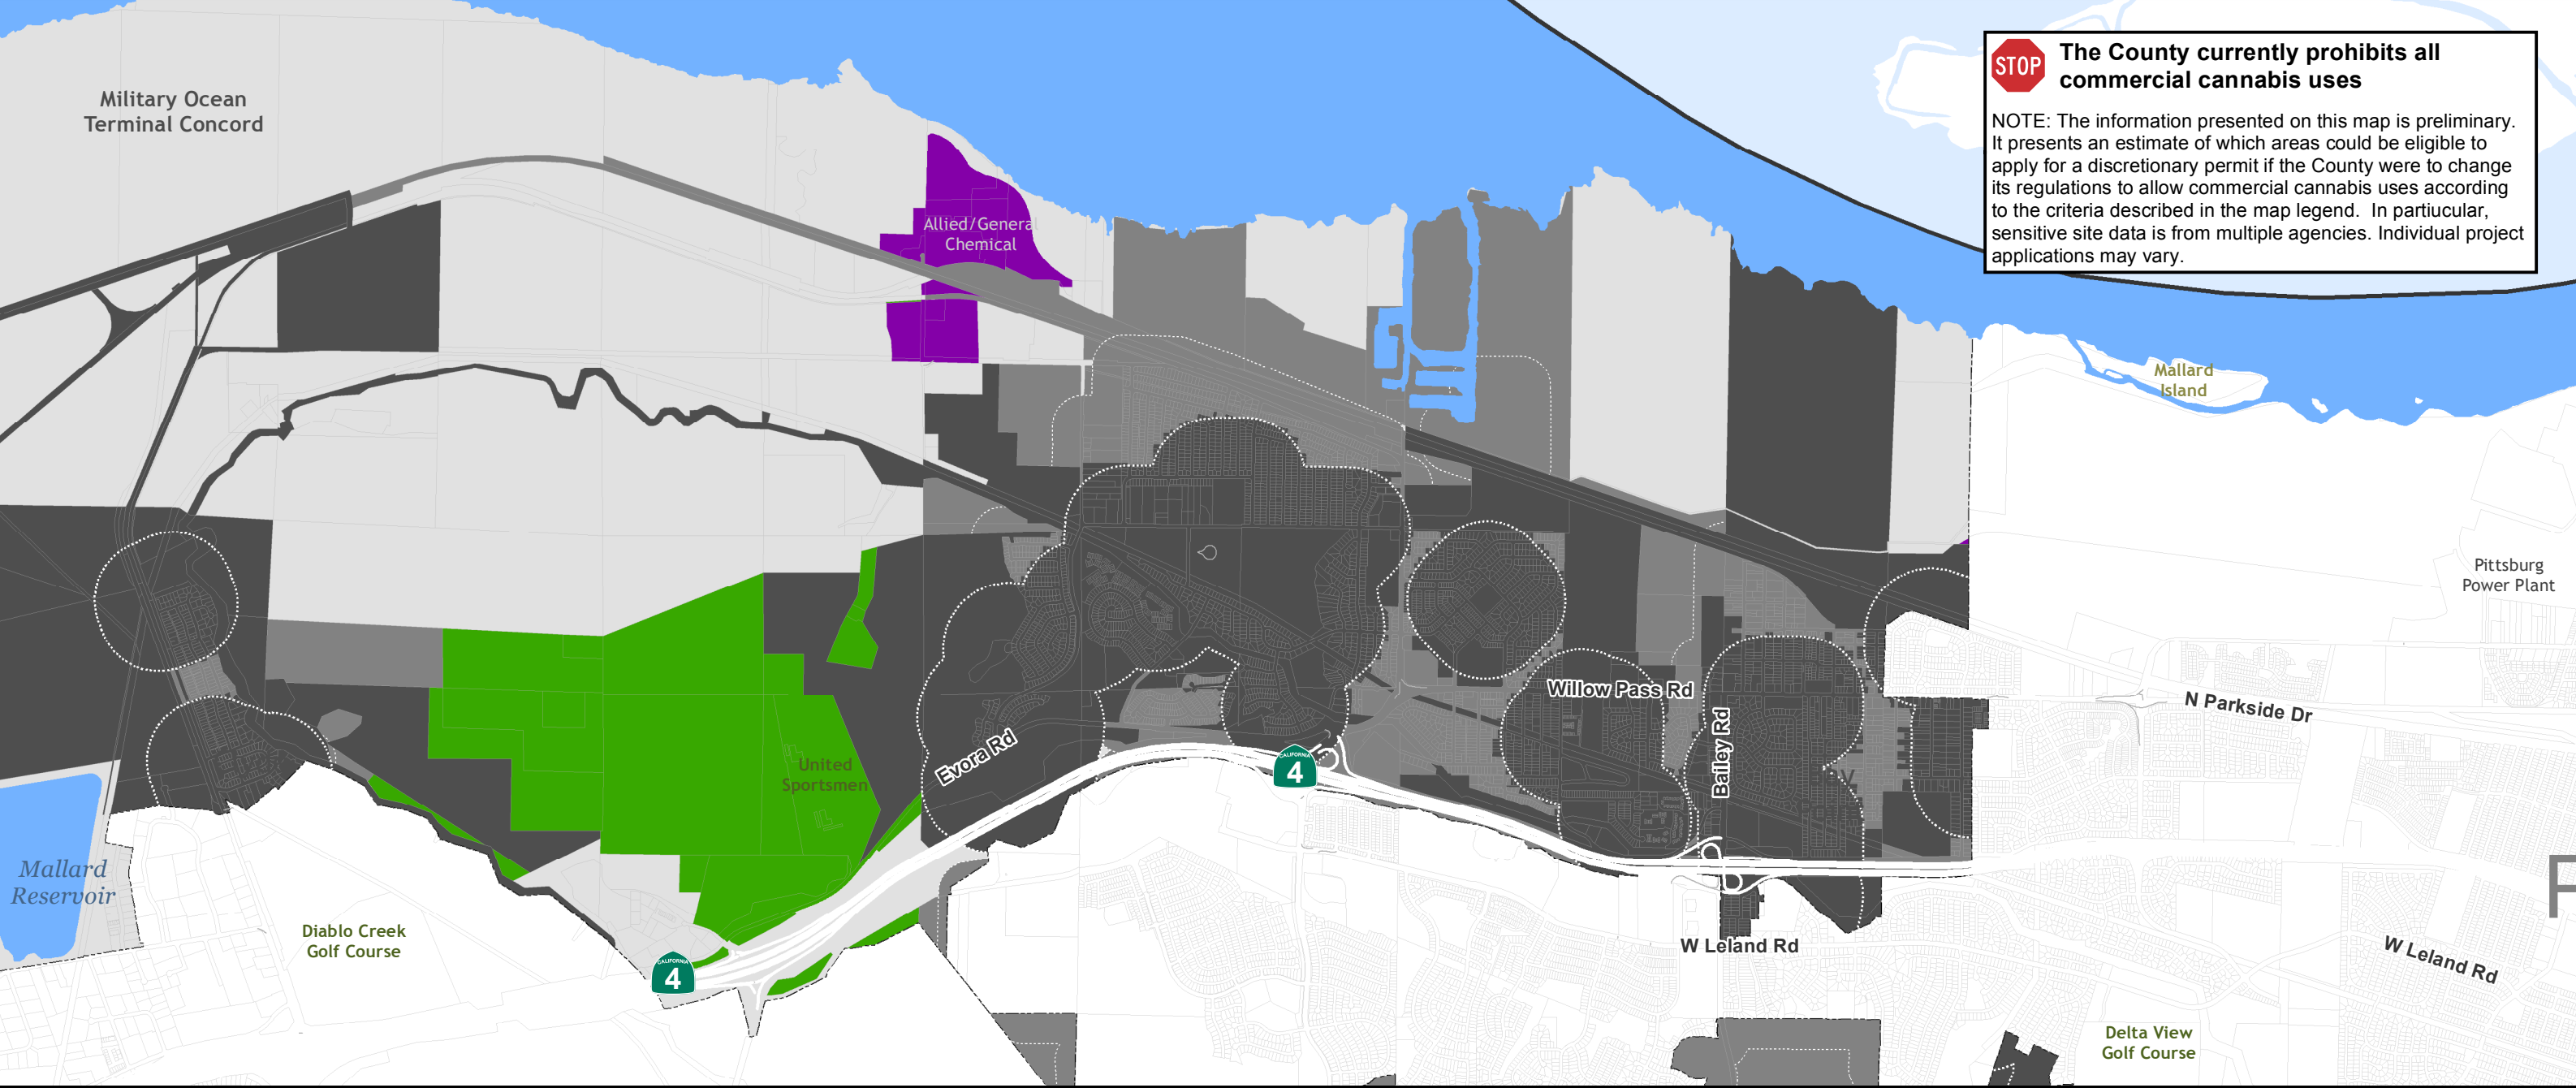 Military Ocean
Terminal Concord
STOP
The County currently prohibits all
commercial cannabis uses
NOTE: The information presented on this map is preliminary.
It presents an estimate of which areas could be eligible to
apply for a discretionary permit if the County were to change
its regulations to allow commercial cannabis uses according
to the criteria described in the map legend. In partiucular,
sensitive site data is from multiple agencies. Individual project
applications may vary.
Allied/General
Chemical
Mallard
Island
Pittsburg
Power Plant
Willow Pass Rd
N Parkside Dr
Bailey Rd
Evora Rd
United
Sportsmen
CALIFORNIA
4
Mallard
Reservoir
Diablo Creek
Golf Course
CALIFORNIA
4
W Leland Rd
W Leland Rd
Delta View
Golf Course